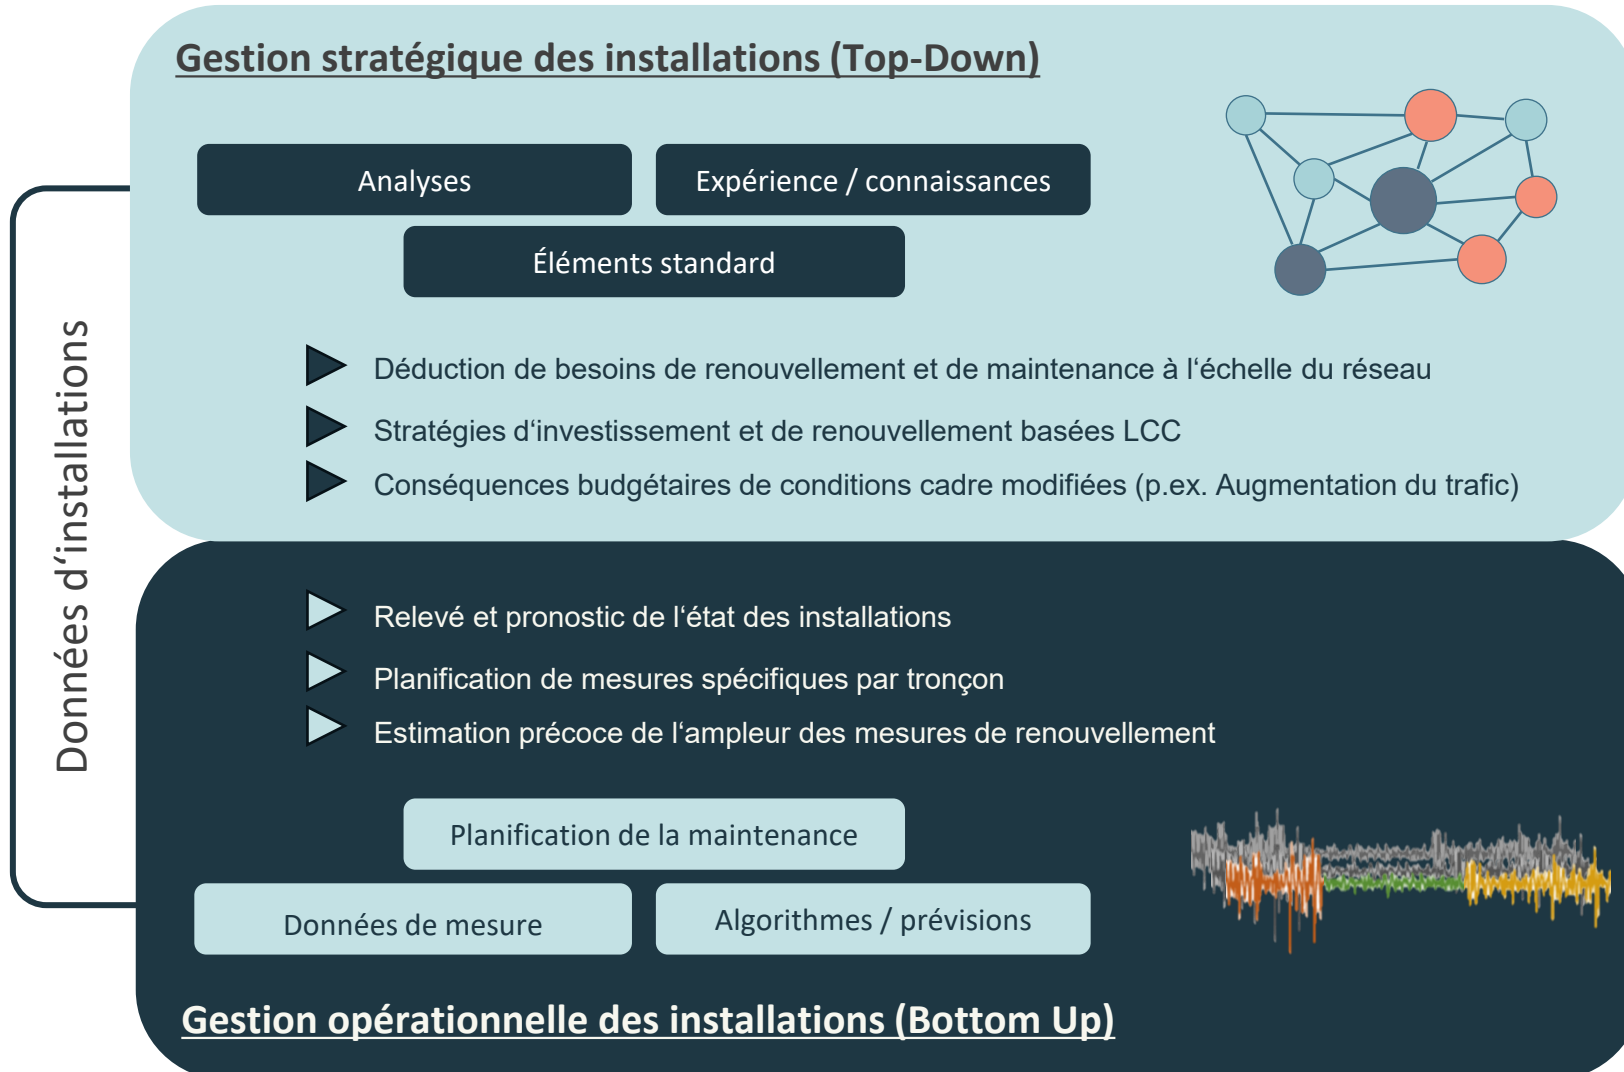 Gestion stratégique des installations (Top-Down)
Analyses
Expérience / connaissances
Éléments standard
Déduction de besoins de renouvellement et de maintenance à l‘échelle du réseau
Stratégies d‘investissement et de renouvellement basées LCC
Conséquences budgétaires de conditions cadre modifiées (p.ex. Augmentation du trafic)
Données d‘installations
Relevé et pronostic de l‘état des installations
Planification de mesures spécifiques par tronçon
Estimation précoce de l‘ampleur des mesures de renouvellement
Planification de la maintenance
Données de mesure
Algorithmes / prévisions
Gestion opérationnelle des installations (Bottom Up)